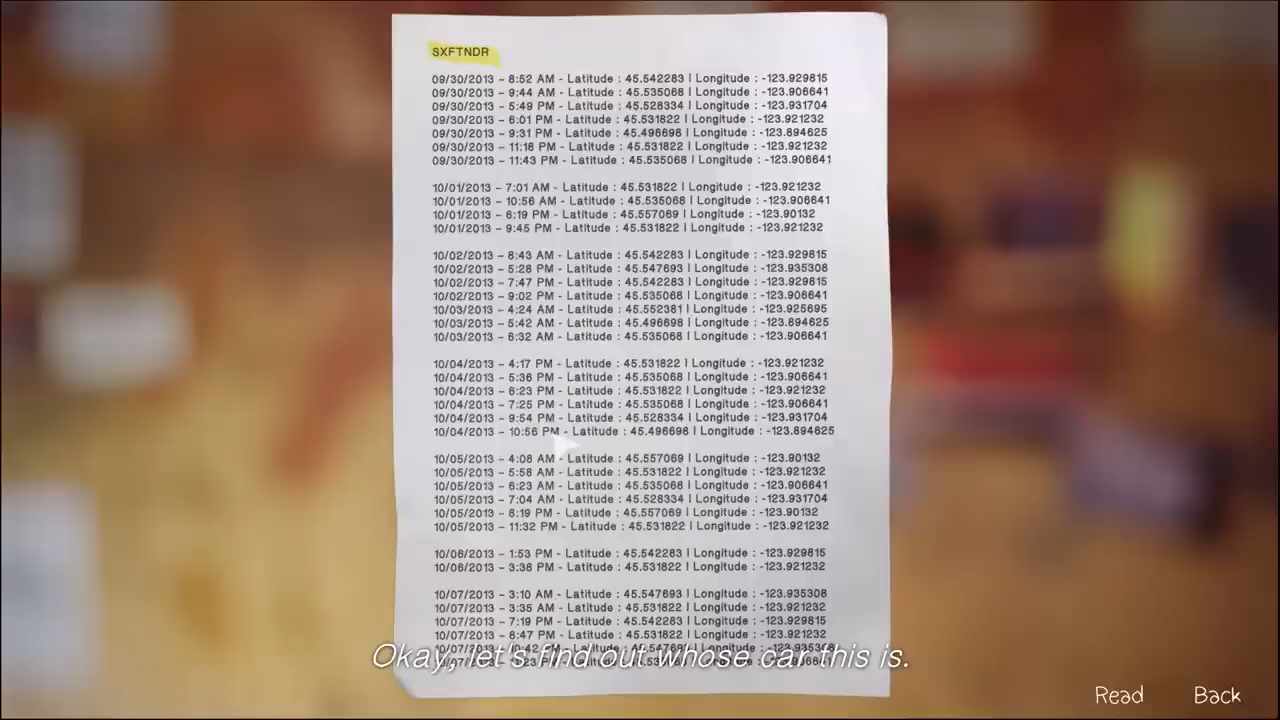 SXFTNDR
09/30/2013 – 8:52 AM - Latitude : 45.542283 | Longitude : -123.929815
09/30/2013 – 9:44 AM - Latitude : 45.535068 | Longitude : -123.906641
09/30/2013 – 5:49 PM - Latitude : 45.528334 | Longitude : -123.931704
09/30/2013 – 6:01 PM - Latitude : 45.531822 | Longitude : -123.921232
09/30/2013 – 9:31 PM - Latitude : 45.496698 | Longitude : -123.894625
09/30/2013 – 11:18 PM - Latitude : 45.531822 | Longitude : -123.921232
09/30/2013 – 11:43 PM - Latitude : 45.535068 | Longitude : -123.906641
10/01/2013 – 7:01 AM - Latitude : 45.531822 | Longitude : -123.921232
10/01/2013 – 10:56 AM - Latitude : 45.535068 | Longitude : -123.906641
10/01/2013 – 6:19 PM - Latitude : 45.557069 | Longitude : -123.90132
10/01/2013 – 9:45 PM - Latitude : 45.531822 | Longitude : -123.921232
10/02/2013 – 8:43 AM - Latitude : 45.542283 | Longitude : -123.929815
10/02/2013 – 5:28 PM - Latitude : 45.547693 | Longitude : -123.935308
10/02/2013 – 7:47 PM - Latitude : 45.542283 | Longitude : -123.929815
10/02/2013 – 9:02 PM - Latitude : 45.535068 | Longitude : -123.906641
10/03/2013 – 4:24 AM - Latitude : 45.552381 | Longitude : -123.925695
10/03/2013 – 5:42 AM - Latitude : 45.496698 | Longitude : -123.894625
10/03/2013 – 6:32 AM - Latitude : 45.535068 | Longitude : -123.906641
10/04/2013 – 4:17 PM - Latitude : 45.531822 | Longitude : -123.921232
10/04/2013 – 5:36 PM - Latitude : 45.535068 | Longitude : -123.906641
10/04/2013 – 6:23 PM - Latitude : 45.531822 | Longitude : -123.921232
10/04/2013 – 7:25 PM - Latitude : 45.535068 | Longitude : -123.906641
10/04/2013 – 9:54 PM - Latitude : 45.528334 | Longitude : -123.931704
10/04/2013 – 10:56 PM - Latitude : 45.496698 | Longitude : -123.894625
10/05/2013 – 4:08 AM - Latitude : 45.557069 | Longitude : -123.90132
10/05/2013 – 5:58 AM - Latitude : 45.531822 | Longitude : -123.921232
10/05/2013 – 6:23 AM - Latitude : 45.535068 | Longitude : -123.906641
10/05/2013 – 7:04 AM - Latitude : 45.528334 | Longitude : -123.931704
10/05/2013 – 8:19 PM - Latitude : 45.557069 | Longitude : -123.90132
10/05/2013 – 11:32 PM - Latitude : 45.531822 | Longitude : -123.921232
10/06/2013 – 1:53 PM - Latitude : 45.542283 | Longitude : -123.929815
10/06/2013 – 3:38 PM - Latitude : 45.531822 | Longitude : -123.921232
10/07/2013 – 3:10 AM - Latitude : 45.547693 | Longitude : -123.935308
10/07/2013 – 3:35 AM - Latitude : 45.531822 | Longitude : -123.921232
10/07/2013 – 7:19 PM - Latitude : 45.542283 | Longitude : -123.929815
10/07/2013 – 8:47 PM - Latitude : 45.531822 | Longitude : -123.921232
Okay, let's find out whose car this is.
Read Back